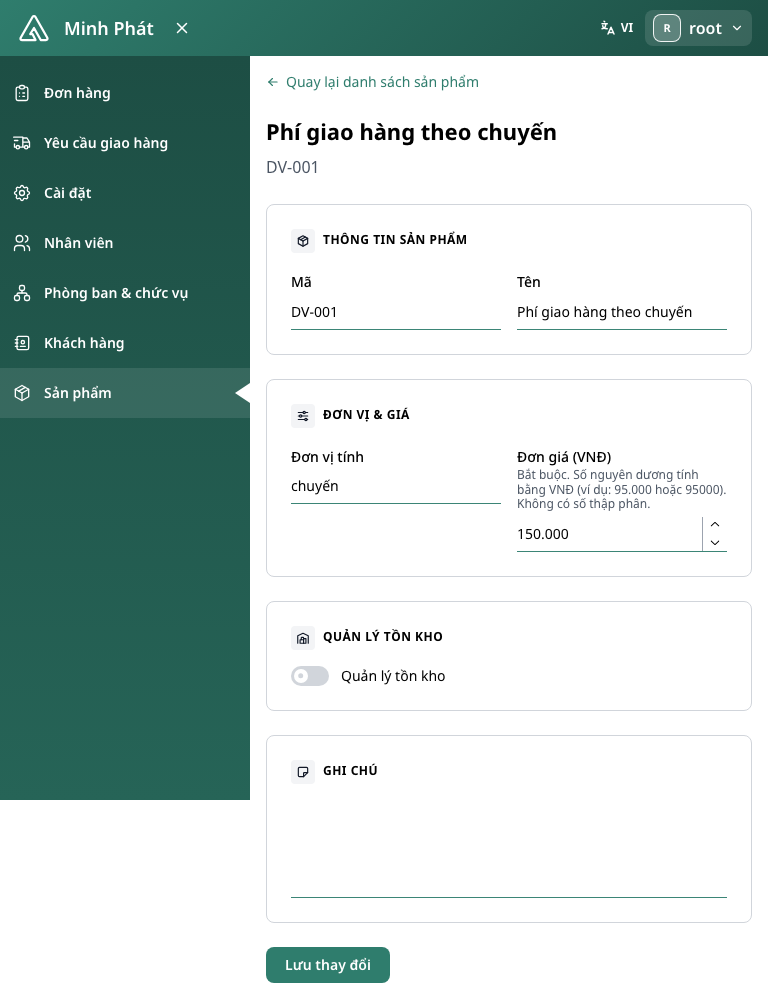 Minh Phát
VI
R
root
Đơn hàng
Yêu cầu giao hàng
Cài đặt
Nhân viên
Phòng ban & chức vụ
Khách hàng
Sản phẩm
Quay lại danh sách sản phẩm
Phí giao hàng theo chuyến
DV-001
THÔNG TIN SẢN PHẨM
Mã
Tên
DV-001
Phí giao hàng theo chuyến
ĐƠN VỊ & GIÁ
Đơn vị tính
chuyến
Đơn giá (VNĐ)
Bắt buộc. Số nguyên dương tính
bằng VNĐ (ví dụ: 95.000 hoặc 95000).
Không có số thập phân.
150.000
QUẢN LÝ TỒN KHO
Quản lý tồn kho
GHI CHÚ
Lưu thay đổi